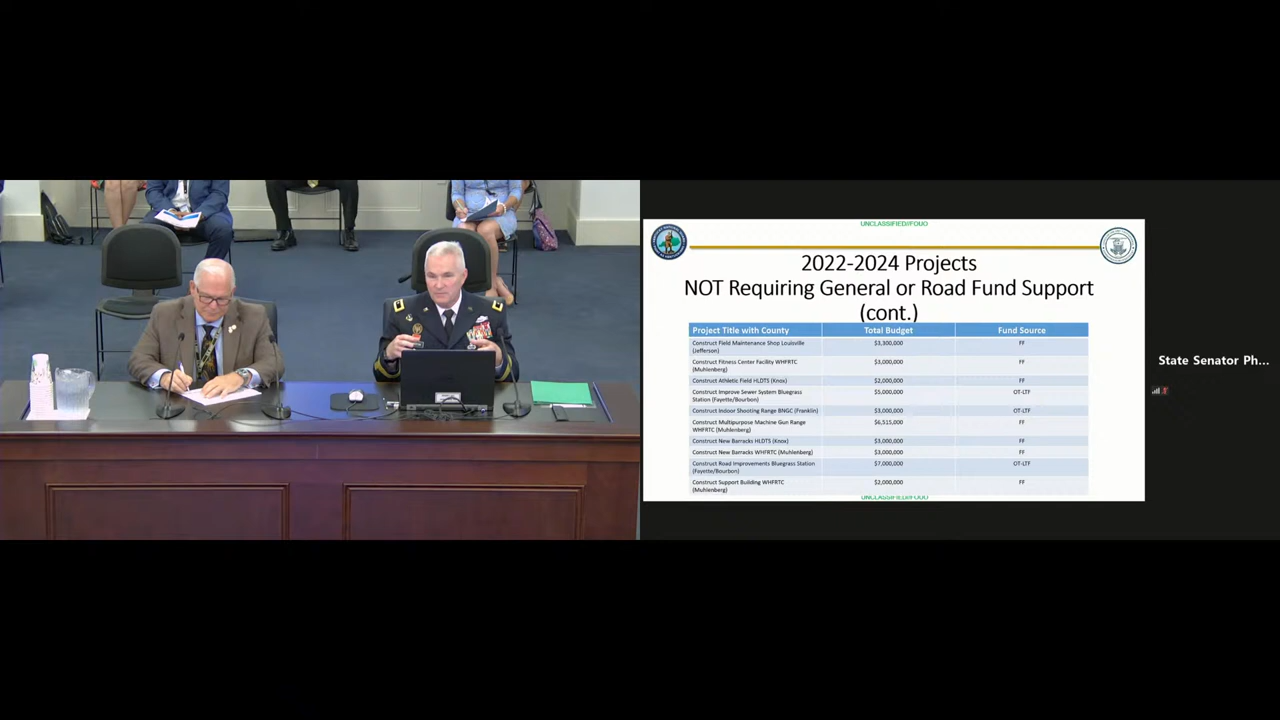 UNCLASSIFIED//FOUO
2022-2024 Projects
NOT Requiring General or Road Fund Support
(cont.)
Project Title with County Total Budget Fund Source
Construct Field Maintenance Shop Louisville
(Jefferson) $3,300,000 FF
Construct Fitness Center Facility WHFRTC
(Muhlenberg) $3,000,000 FF
Construct Athletic Field HLDTS (Knox) $2,000,000 FF
Construct Improve Sewer System Bluegrass
Station (Fayette/Bourbon) $5,000,000 OT-LTF
Construct Indoor Shooting Range BNGC (Franklin) $3,000,000 OT-LTF
Construct Multipurpose Machine Gun Range
WHFRTC (Muhlenberg) $6,515,000 FF
Construct New Barracks HLDTS (Knox) $3,000,000 FF
Construct New Barracks WHFRTC (Muhlenberg) $3,000,000 FF
Construct Road Improvements Bluegrass Station
(Fayette/Bourbon) $7,000,000 OT-LTF
Construct Support Building WHFRTC
(Muhlenberg) $2,000,000 FF
UNCLASSIFIED//FOUO
State Senator Ph...